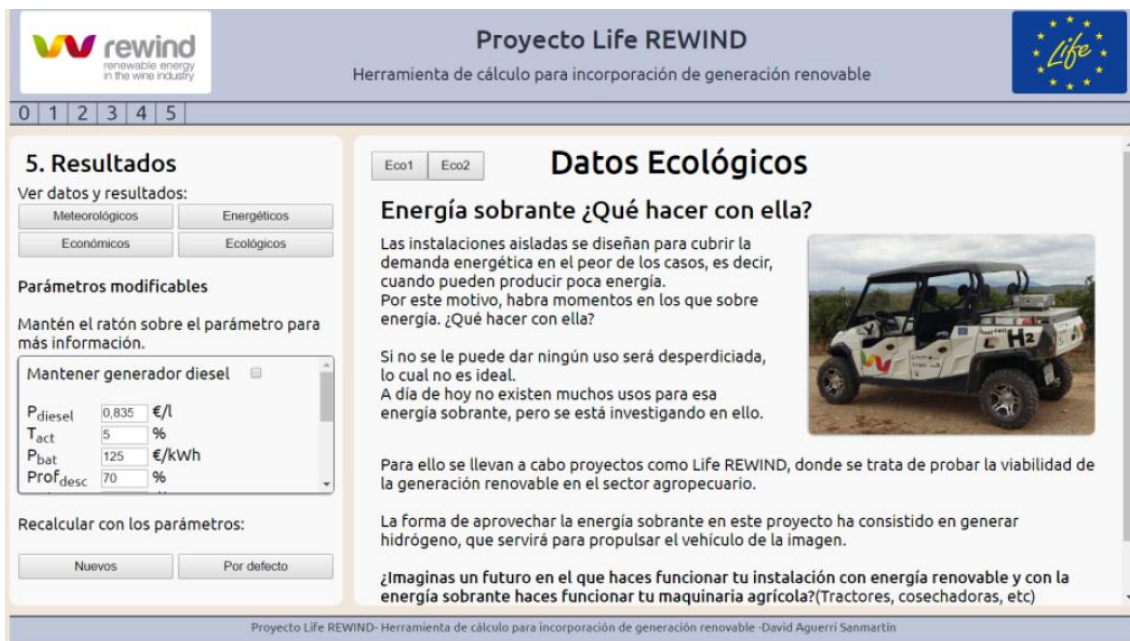 rewind
renewable energy
in the wine industry
Proyecto Life REWIND
Herramienta de cálculo para incorporación de generación renovable
Life
0 1 2 3 4 5
5. Resultados
Ver datos y resultados:
Meteorológicos Energéticos
Económicos Ecológicos
Parámetros modificables
Mantén el ratón sobre el parámetro para
más información.
Mantener generador diesel
Pdiesel 0,835 €/l
Tact 5 %
Pbat 125 €/kWh
Profdesc 70 %
Recalcular con los parámetros:
Nuevos Por defecto
Eco1 Eco2
Datos Ecológicos
Energía sobrante ¿Qué hacer con ella?
Las instalaciones aisladas se diseñan para cubrir la
demanda energética en el peor de los casos, es decir,
cuando pueden producir poca energía.
Por este motivo, habra momentos en los que sobre
energía. ¿Qué hacer con ella?
Si no se le puede dar ningún uso será desperdiciada,
lo cual no es ideal.
A día de hoy no existen muchos usos para esa
energía sobrante, pero se está investigando en ello.
H2
Para ello se llevan a cabo proyectos como Life REWIND, donde se trata de probar la viabilidad de
la generación renovable en el sector agropecuario.
La forma de aprovechar la energía sobrante en este proyecto ha consistido en generar
hidrógeno, que servirá para propulsar el vehículo de la imagen.
¿Imaginas un futuro en el que haces funcionar tu instalación con energía renovable y con la
energía sobrante haces funcionar tu maquinaria agrícola?(Tractores, cosechadoras, etc)
Proyecto Life REWIND- Herramienta de cálculo para incorporación de generación renovable -David Aguerri Sanmartín